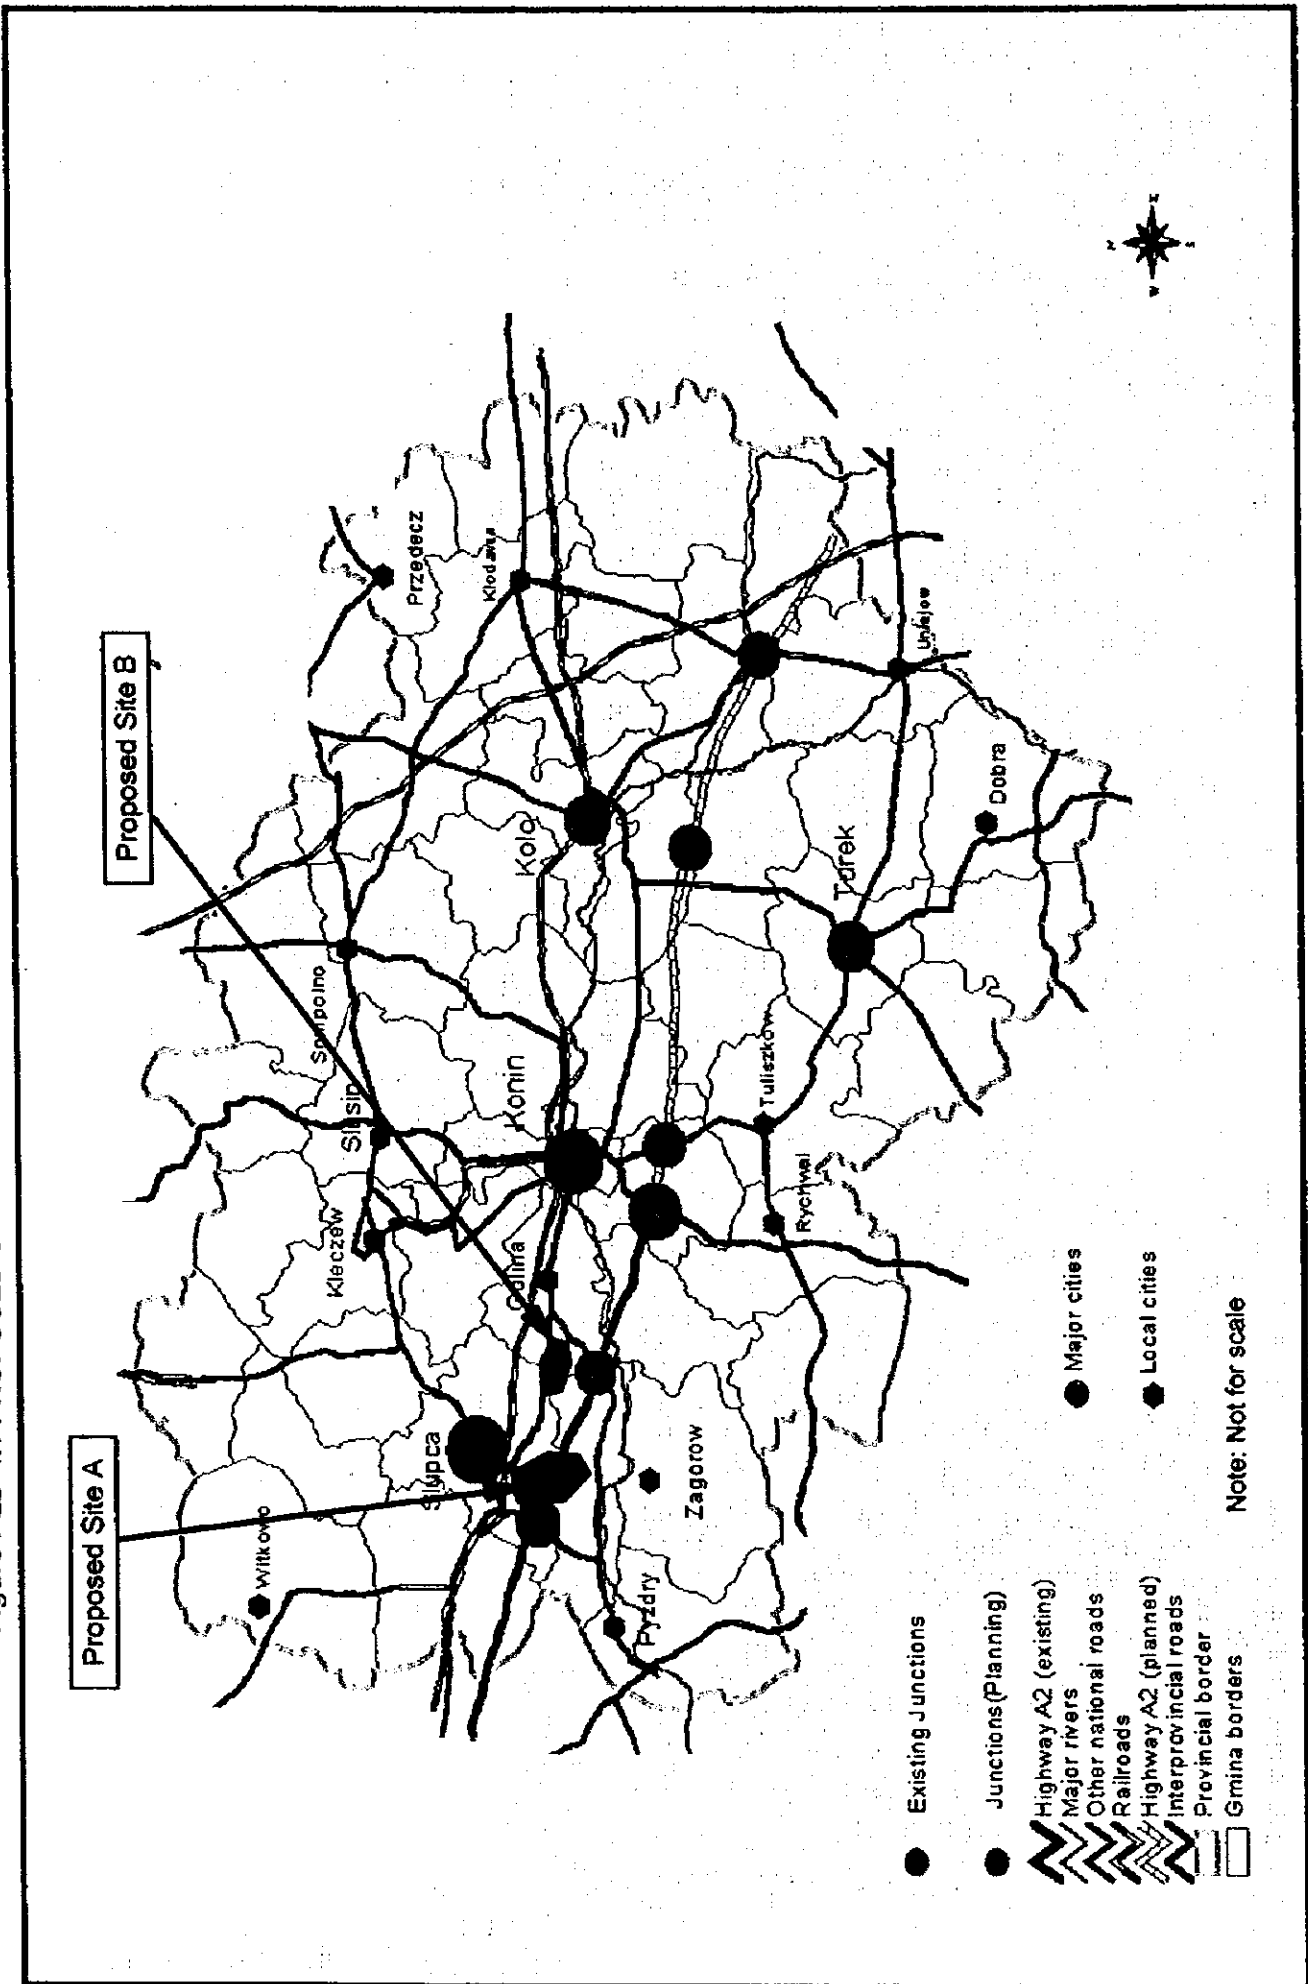 Proposed Site A
Proposed Site B
Witkowo
Slupca
Kleczew
Slesin
Sompolno
Przedecz
Klodawa
Golina
Konin
Kolo
Pyzdry
Zagorow
Rychwal
Tuliszkow
Turek
Dobra
Uniejow
N
W
S
Existing Junctions
Junctions(Planning)
Highway A2 (existing)
Major rivers
Other national roads
Railroads
Highway A2 (planned)
Interprovincial roads
Provincial border
Gmina borders
Major cities
Local cities
Note: Not for scale